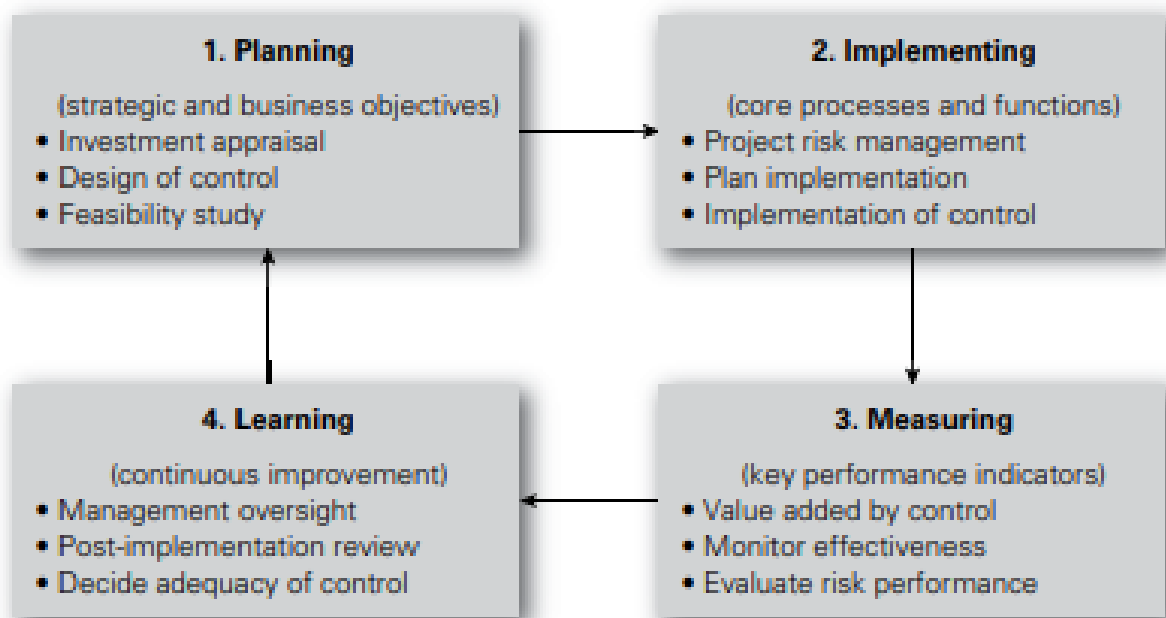 1. Planning
(strategic and business objectives)
• Investment appraisal
• Design of control
• Feasibility study
2. Implementing
(core processes and functions)
• Project risk management
• Plan implementation
• Implementation of control
3. Measuring
(key performance indicators)
• Value added by control
• Monitor effectiveness
• Evaluate risk performance
4. Learning
(continuous improvement)
• Management oversight
• Post-implementation review
• Decide adequacy of control